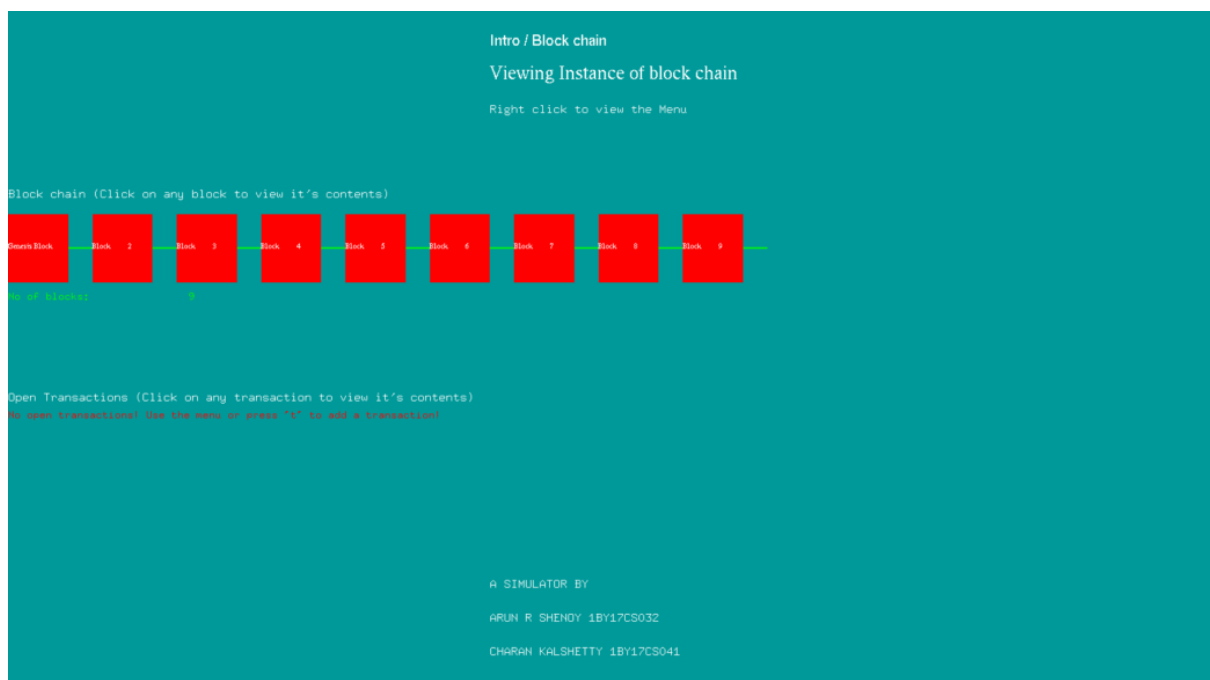 Intro / Block chain
Viewing Instance of block chain
Right click to view the Menu
Block chain (Click on any block to view it's contents)
Genesis Block Block 2 Block 3 Block 4 Block 5 Block 6 Block 7 Block 8 Block 9
No of blocks: 9
Open Transactions (Click on any transaction to view it's contents)
No open transactions! Use the menu or press "t" to add a transaction!
A SIMULATOR BY
ARUN R SHENOY 1BY17CS032
CHARAN KALSHETTY 1BY17CS041